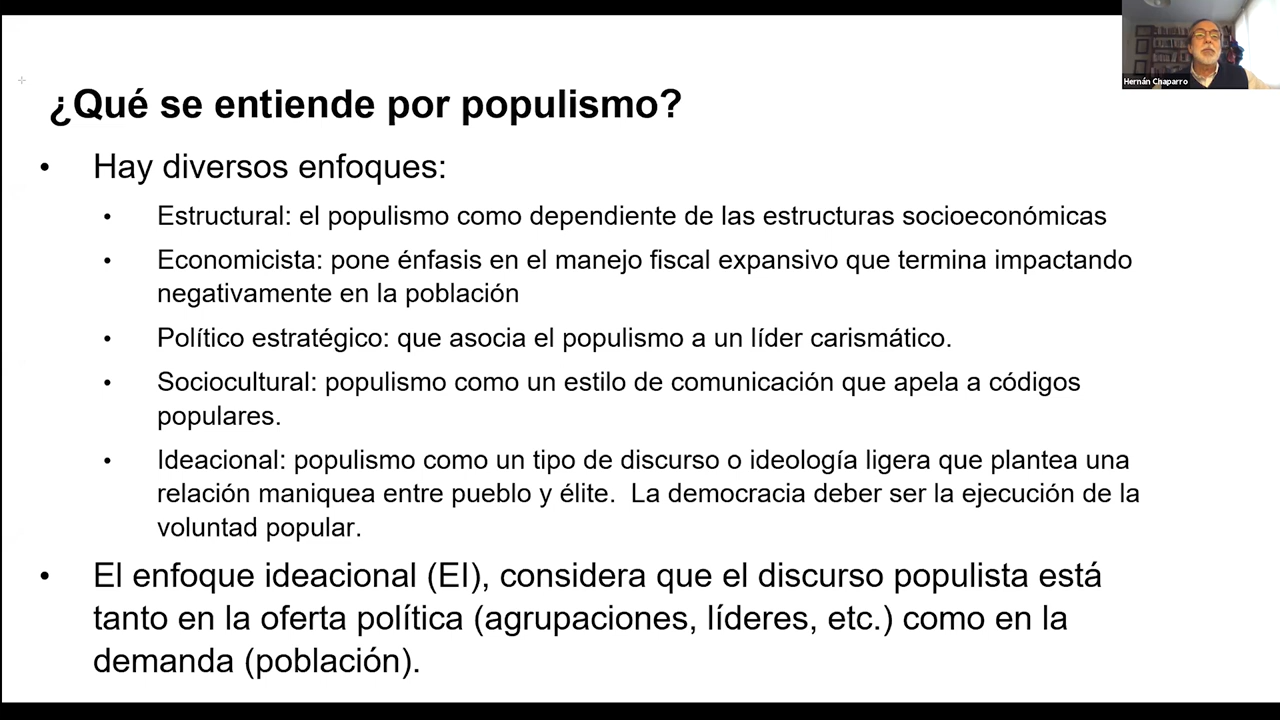 Hernán Chaparro
¿Qué se entiende por populismo?
• Hay diversos enfoques:
• Estructural: el populismo como dependiente de las estructuras socioeconómicas
• Economicista: pone énfasis en el manejo fiscal expansivo que termina impactando
negativamente en la población
• Político estratégico: que asocia el populismo a un líder carismático.
• Sociocultural: populismo como un estilo de comunicación que apela a códigos
populares.
• Ideacional: populismo como un tipo de discurso o ideología ligera que plantea una
relación maniquea entre pueblo y élite. La democracia deber ser la ejecución de la
voluntad popular.
• El enfoque ideacional (EI), considera que el discurso populista está
tanto en la oferta política (agrupaciones, líderes, etc.) como en la
demanda (población).